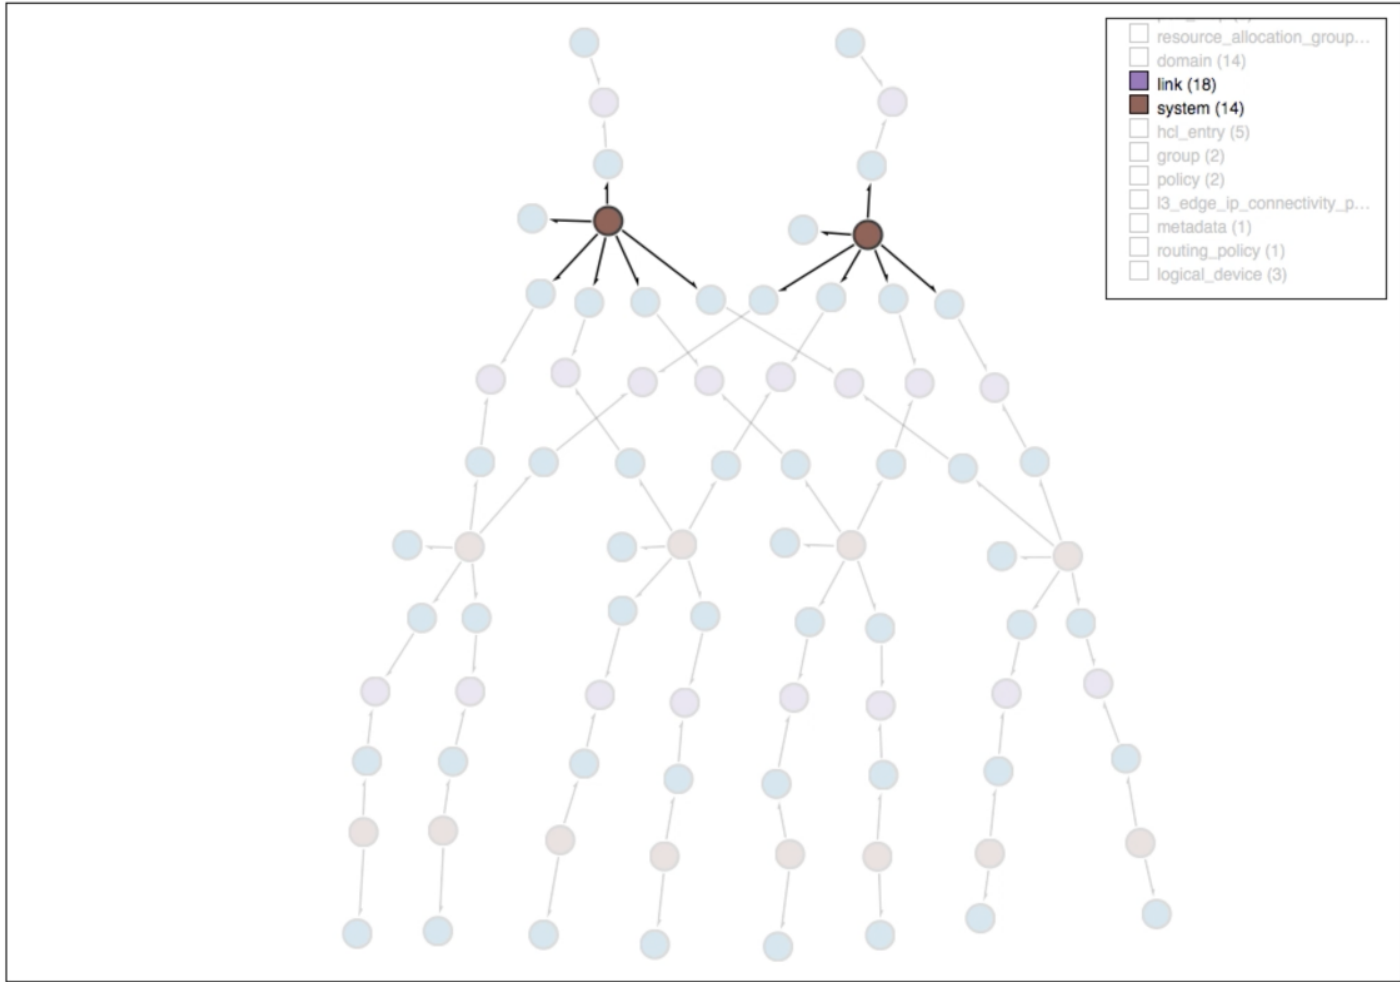 resource_allocation_group...
domain (14)
link (18)
system (14)
hcl_entry (5)
group (2)
policy (2)
l3_edge_ip_connectivity_p...
metadata (1)
routing_policy (1)
logical_device (3)